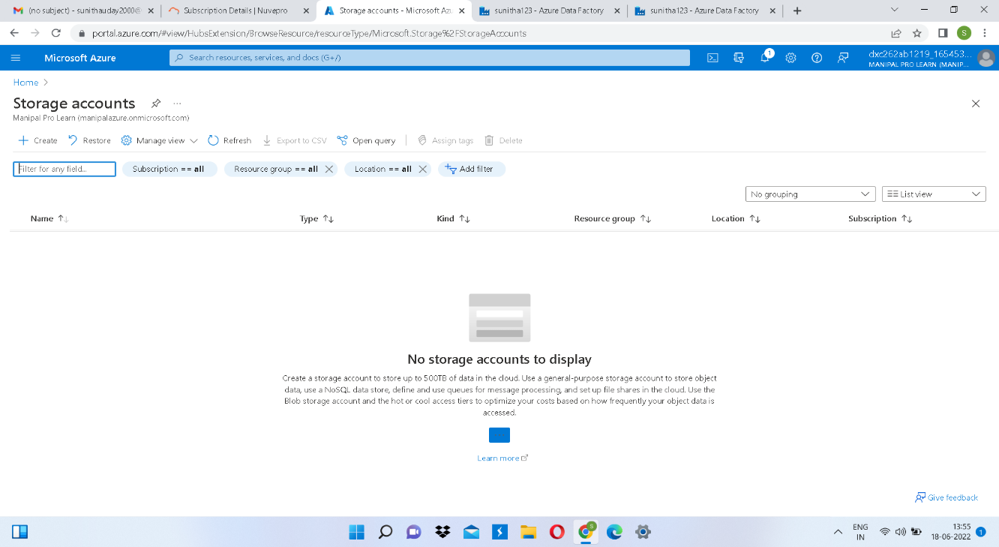 (no subject) - sunithauday2000@
Subscription Details | Nuvepro
Storage accounts - Microsoft Azu
sunitha123 - Azure Data Factory
sunitha123 - Azure Data Factory
portal.azure.com/#view/HubsExtension/BrowseResource/resourceType/Microsoft.Storage%2FStorageAccounts
S
Microsoft Azure
Search resources, services, and docs (G+/)
1
dxc262ab1219_165453...
MANIPAL PRO LEARN (MANIP...
Home
Storage accounts
...
Manipal Pro Learn (manipalazure.onmicrosoft.com)
Create
Restore
Manage view
Refresh
Export to CSV
Open query
Assign tags
Delete
Filter for any field...
Subscription == all
Resource group == all
Location == all
Add filter
No grouping
List view
Name
Type
Kind
Resource group
Location
Subscription
No storage accounts to display
Create a storage account to store up to 500TB of data in the cloud. Use a general-purpose storage account to store object
data, use a NoSQL data store, define and use queues for message processing, and set up file shares in the cloud. Use the
Blob storage account and the hot or cool access tiers to optimize your costs based on how frequently your object data is
accessed.
Learn more
Give feedback
S
ENG
IN
13:55
18-06-2022
1